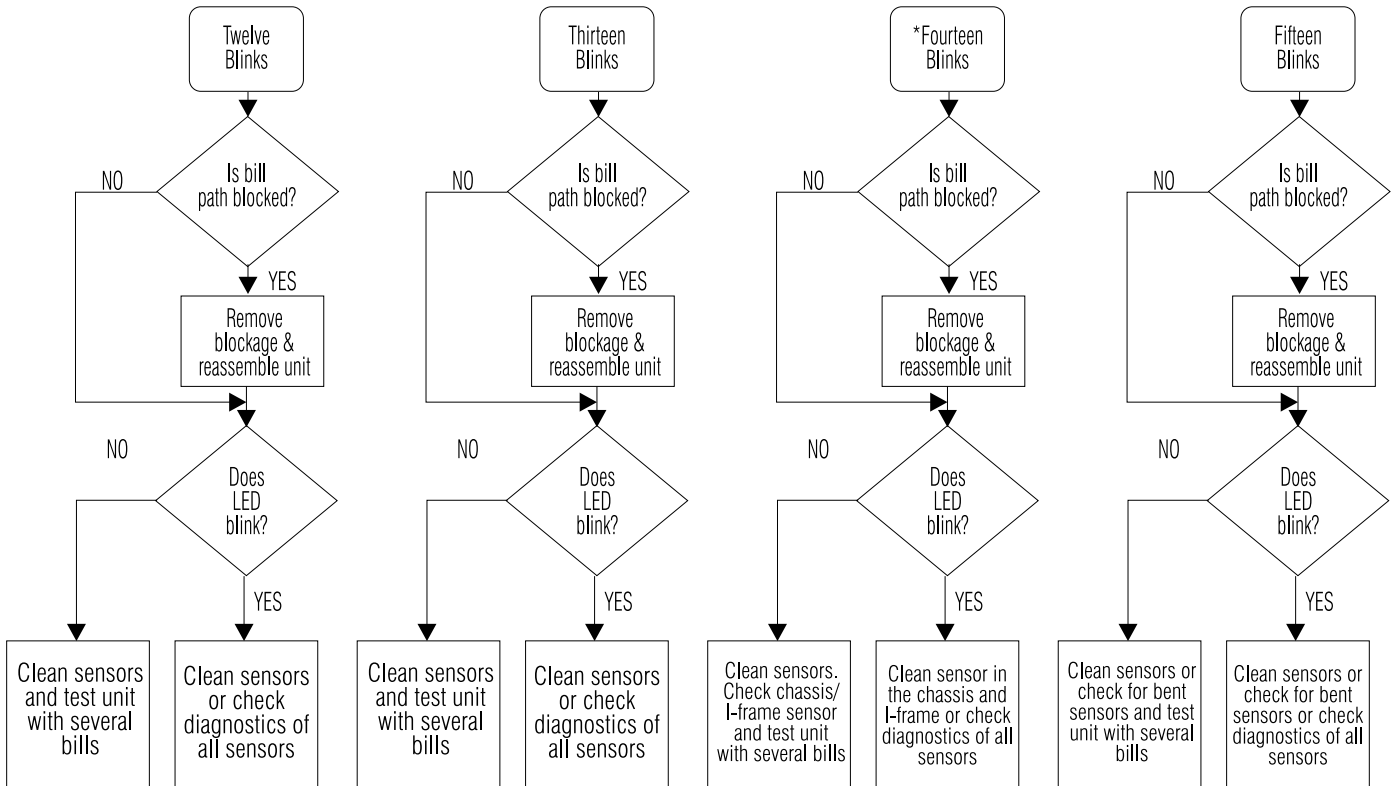 Twelve
Blinks
Is bill
path blocked?
NO
YES
Remove
blockage &
reassemble unit
NO
Does
LED
blink?
YES
Clean sensors
and test unit
with several
bills
Clean sensors
or check
diagnostics of
all sensors
Thirteen
Blinks
Is bill
path blocked?
NO
YES
Remove
blockage &
reassemble unit
NO
Does
LED
blink?
YES
Clean sensors
and test unit
with several
bills
Clean sensors
or check
diagnostics of
all sensors
*Fourteen
Blinks
Is bill
path blocked?
NO
YES
Remove
blockage &
reassemble unit
NO
Does
LED
blink?
YES
Clean sensors.
Check chassis/
I-frame sensor
and test unit
with several bills
Clean sensor in
the chassis and
I-frame or check
diagnostics of all
sensors
Fifteen
Blinks
Is bill
path blocked?
NO
YES
Remove
blockage &
reassemble unit
NO
Does
LED
blink?
YES
Clean sensors or
check for bent
sensors and test
unit with several
bills
Clean sensors or
check for bent
sensors or check
diagnostics of all
sensors